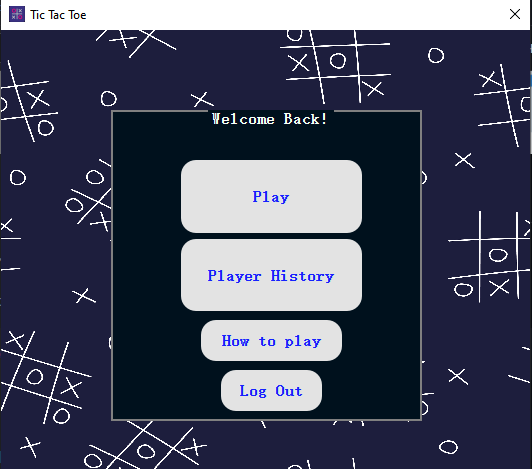 Tic Tac Toe
Welcome Back!
Play
Player History
How to play
Log Out